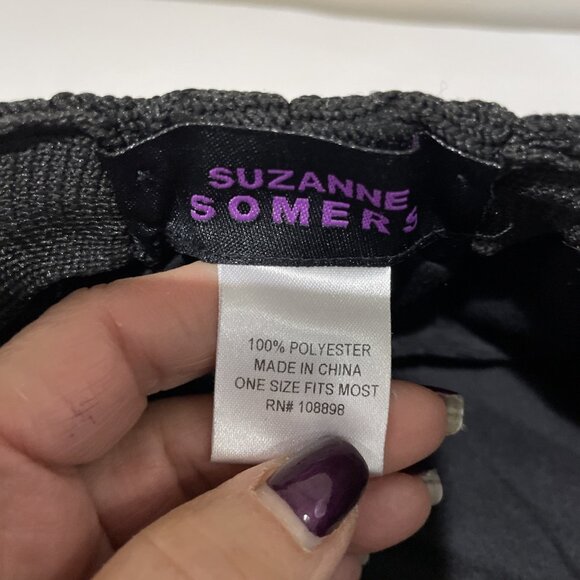 SUZANNE
SOMERS
100% POLYESTER
MADE IN CHINA
ONE SIZE FITS MOST
RN# 108898